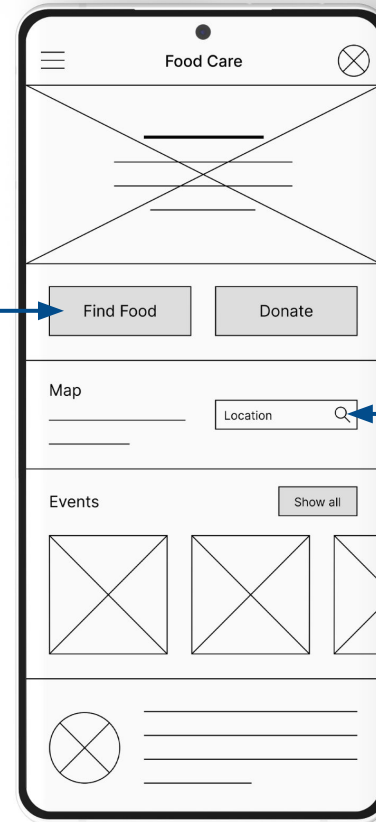 Food Care
Find Food
Donate
Map
Location
Events
Show all